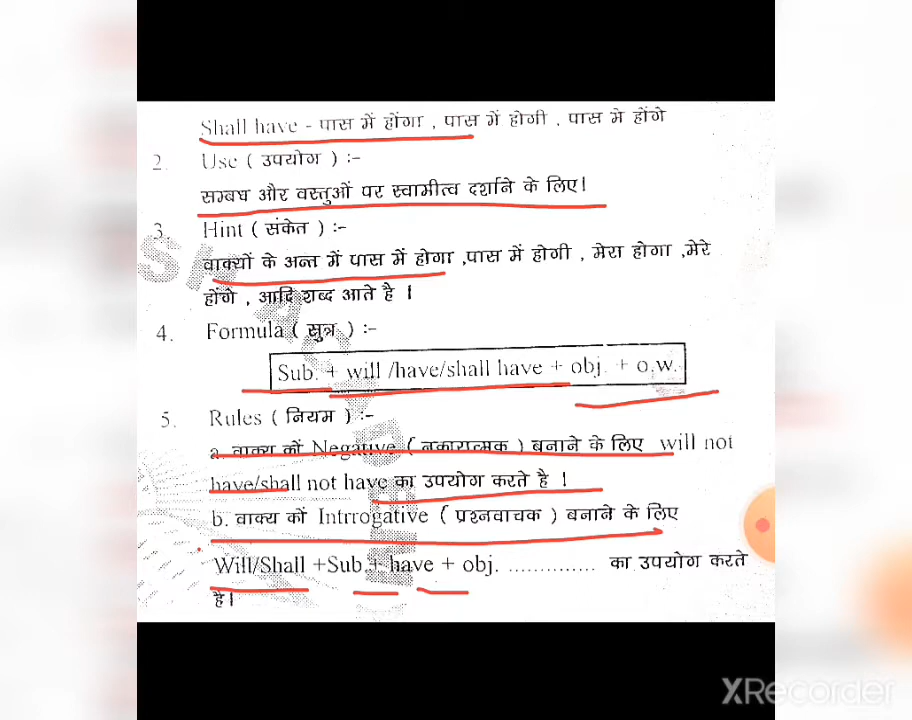 Shall have - पास में होंगा , पास में होगी , पास मे होंगे
2. Use ( उपयोग ) :-
सम्बध और वस्तुओं पर स्वामीत्व दर्शाने के लिए।
3. Hint ( संकेत ) :-
वाक्यों के अन्त में पास में होगा ,पास में होगी , मेरा होगा ,मेरे
होंगे , आदि शब्द आते है ।
4. Formula ( सुत्र ) :-
Sub. + will /have/shall have + obj. + o.w.
5. Rules ( नियम ) :-
a. वाक्य कों Negative ( नकारात्मक ) बनाने के लिए will not
have/shall not have का उपयोग करते है ।
b. वाक्य कों Intrrogative ( प्रश्नवाचक ) बनाने के लिए
Will/Shall +Sub.+ have + obj. .............. का उपयोग करते
है।
XRecorder